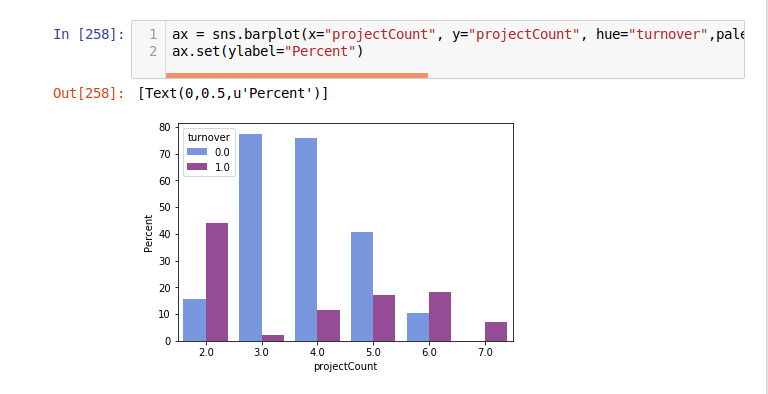 In [258]: 1 ax = sns.barplot(x="projectCount", y="projectCount", hue="turnover",pale
2 ax.set(ylabel="Percent")
Out[258]: [Text(0,0.5,u'Percent')]
turnover
0.0
1.0
80
70
60
50
40
30
20
10
0
Percent
2.0 3.0 4.0 5.0 6.0 7.0
projectCount